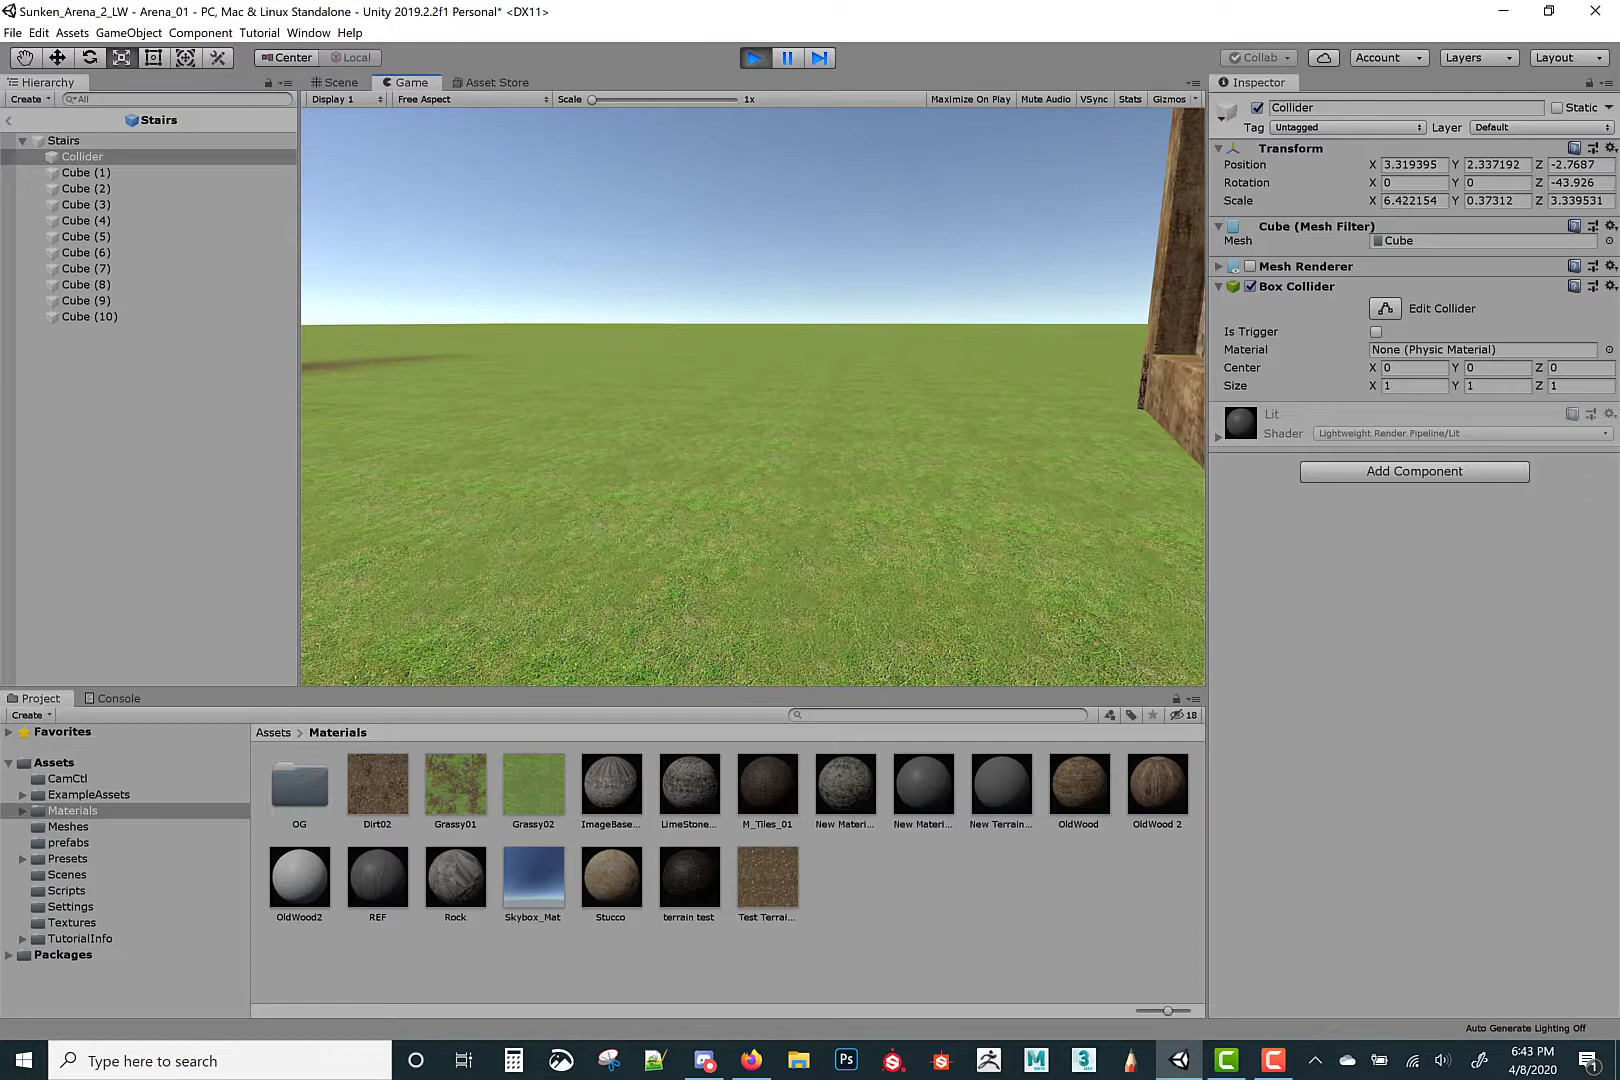 Sunken_Arena_2_LW - Arena_01 - PC, Mac & Linux Standalone - Unity 2019.2.2f1 Personal* <DX11>
File Edit Assets GameObject Component Tutorial Window Help
Center Local Collab Account Layers Layout
Hierarchy Scene Game Asset Store Inspector
Create All Display 1 Free Aspect Scale 1x Maximize On Play Mute Audio VSync Stats Gizmos
Stairs
Stairs
Collider
Cube (1)
Cube (2)
Cube (3)
Cube (4)
Cube (5)
Cube (6)
Cube (7)
Cube (8)
Cube (9)
Cube (10)
Collider Static
Tag Untagged Layer Default
Transform
Position X 3.319395 Y 2.337192 Z -2.7687
Rotation X 0 Y 0 Z -43.926
Scale X 6.422154 Y 0.37312 Z 3.339531
Cube (Mesh Filter)
Mesh Cube
Mesh Renderer
Box Collider
Edit Collider
Is Trigger
Material None (Physic Material)
Center X 0 Y 0 Z 0
Size X 1 Y 1 Z 1
Lit
Shader Lightweight Render Pipeline/Lit
Add Component
Project Console
Create 18
Favorites
Assets
CamCtl
ExampleAssets
Materials
Meshes
prefabs
Presets
Scenes
Scripts
Settings
Textures
TutorialInfo
Packages
Assets > Materials
OG Dirt02 Grassy01 Grassy02 ImageBase... LimeStone... M_Tiles_01 New Materi... New Materi... New Terrain... OldWood OldWood 2
OldWood2 REF Rock Skybox_Mat Stucco terrain test Test Terrai...
Auto Generate Lighting Off
Type here to search
Ps
M
3
6:43 PM
4/8/2020
1